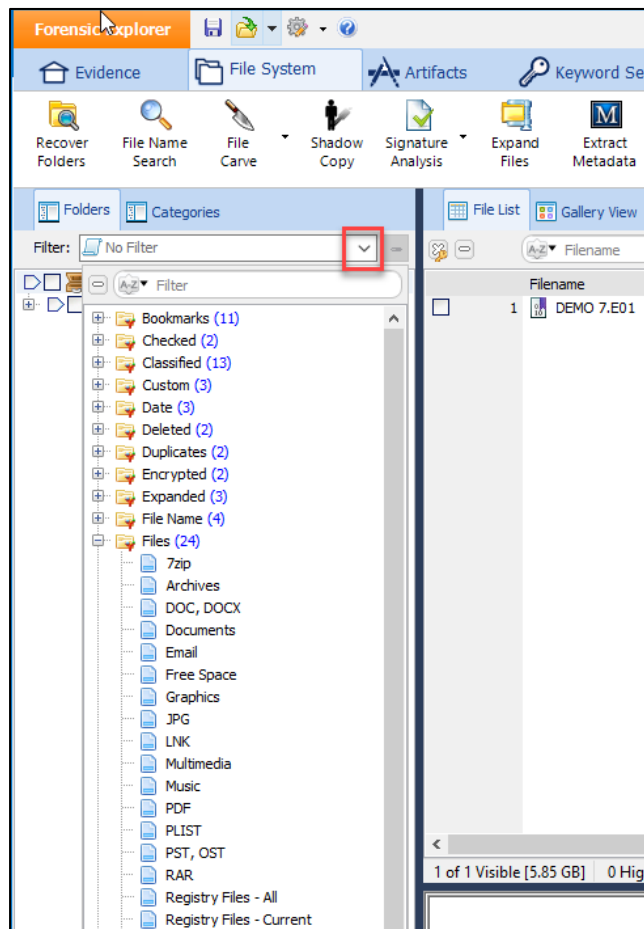 Forensic Explorer
Evidence
File System
Artifacts
Keyword Se
Recover Folders
File Name Search
File Carve
Shadow Copy
Signature Analysis
Expand Files
Extract Metadata
Folders
Categories
File List
Gallery View
Filter: No Filter
A-Z Filename
A-Z Filter
Filename
1 DEMO 7.E01
Bookmarks (11)
Checked (2)
Classified (13)
Custom (3)
Date (3)
Deleted (2)
Duplicates (2)
Encrypted (2)
Expanded (3)
File Name (4)
Files (24)
7zip
Archives
DOC, DOCX
Documents
Email
Free Space
Graphics
JPG
LNK
Multimedia
Music
PDF
PLIST
PST, OST
RAR
Registry Files - All
Registry Files - Current
1 of 1 Visible [5.85 GB] 0 Hig